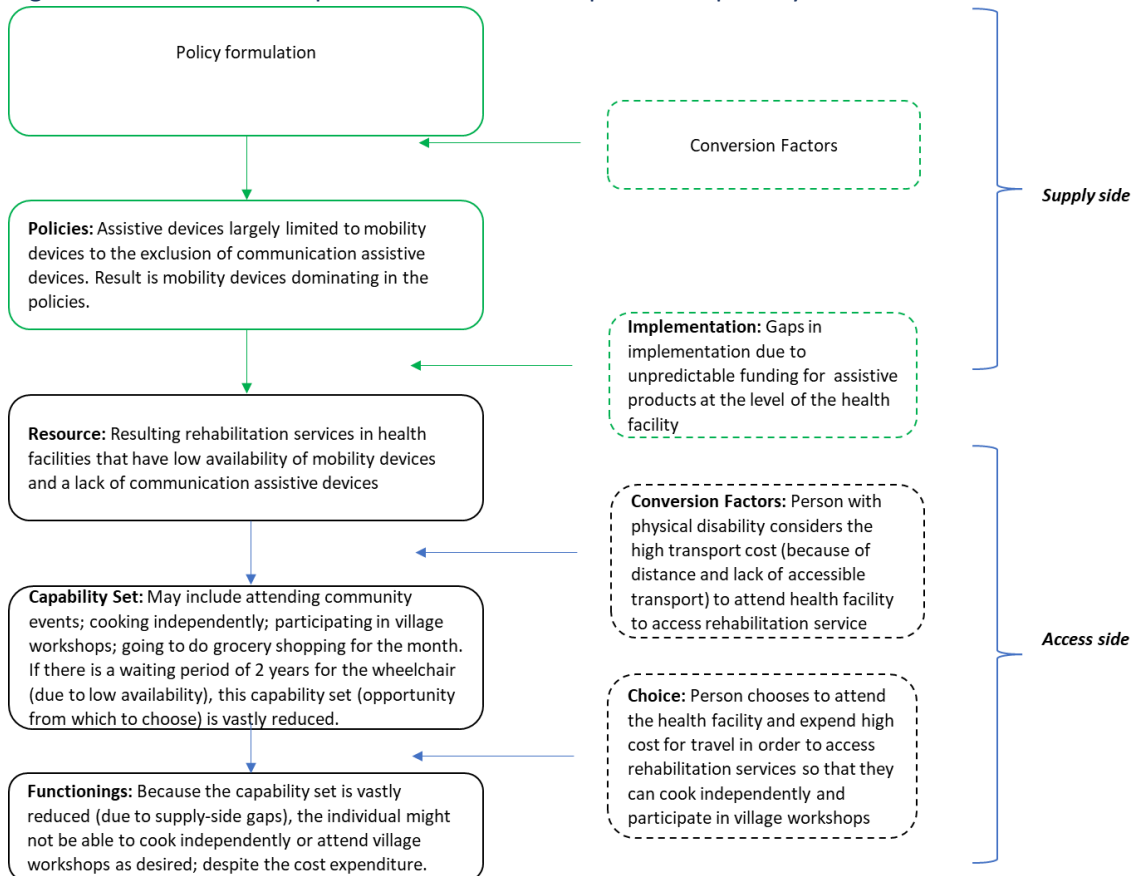 Policy formulation
Conversion Factors
Supply side
Policies: Assistive devices largely limited to mobility
devices to the exclusion of communication assistive
devices. Result is mobility devices dominating in the
policies.
Implementation: Gaps in
implementation due to
unpredictable funding for assistive
products at the level of the health
facility
Resource: Resulting rehabilitation services in health
facilities that have low availability of mobility devices
and a lack of communication assistive devices
Conversion Factors: Person with
physical disability considers the
high transport cost (because of
distance and lack of accessible
transport) to attend health facility
to access rehabilitation service
Access side
Capability Set: May include attending community
events; cooking independently; participating in village
workshops; going to do grocery shopping for the month.
If there is a waiting period of 2 years for the wheelchair
(due to low availability), this capability set (opportunity
from which to choose) is vastly reduced.
Choice: Person chooses to attend
the health facility and expend high
cost for travel in order to access
rehabilitation services so that they
can cook independently and
participate in village workshops
Functionings: Because the capability set is vastly
reduced (due to supply-side gaps), the individual might
not be able to cook independently or attend village
workshops as desired; despite the cost expenditure.